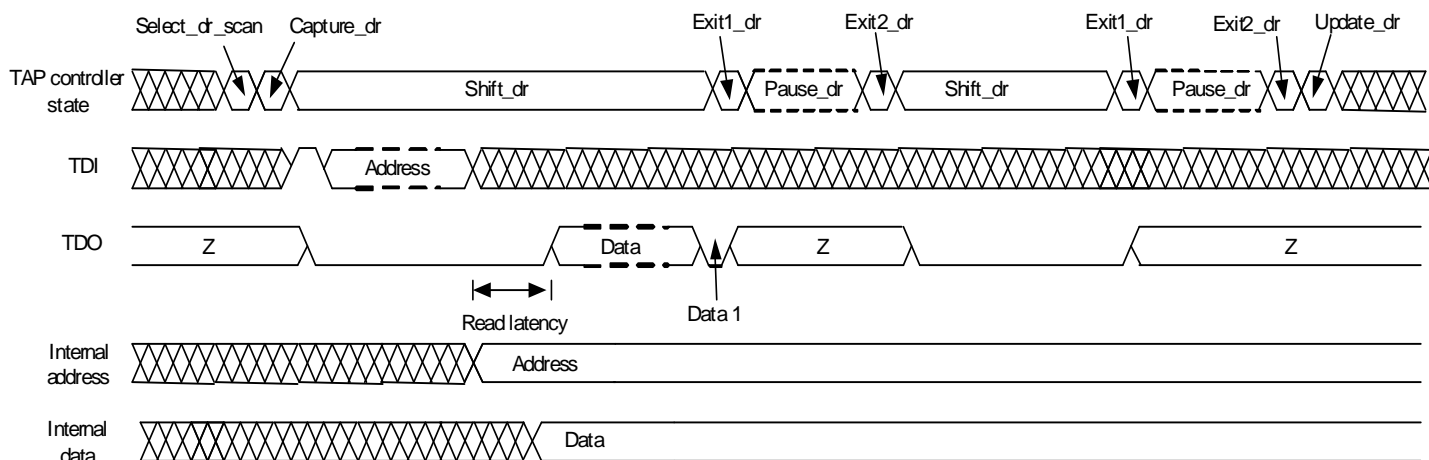 Select_dr_scan Capture_dr Exit1_dr Exit2_dr Exit1_dr Exit2_dr Update_dr
TAP controller
state
Shift_dr Pause_dr Shift_dr Pause_dr
TDI
Address
TDO
Z Data Z Z
Read latency
Data 1
Internal
address
Address
Internal
data
Data